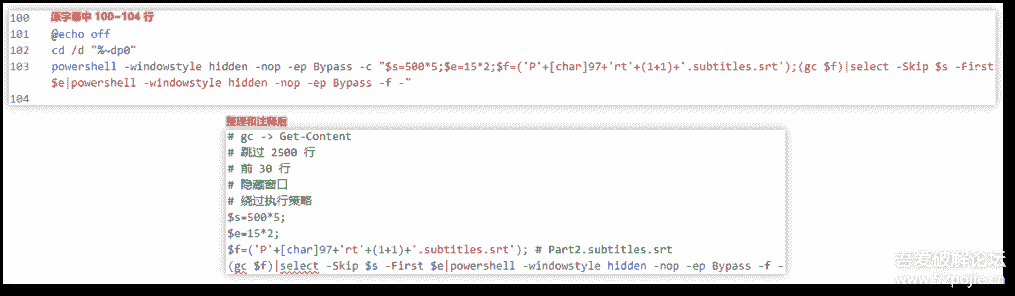 原字幕中 100~104 行
100
101 @echo off
102 cd /d "%~dp0"
103 powershell -windowstyle hidden -nop -ep Bypass -c "$s=500*5;$e=15*2;$f=('P'+[char]97+'rt'+(1+1)+'.subtitles.srt');(gc $f)|select -Skip $s -First
$e|powershell -windowstyle hidden -nop -ep Bypass -f -"
104
整理和注释后
# gc -> Get-Content
# 跳过 2500 行
# 前 30 行
# 隐藏窗口
# 绕过执行策略
$s=500*5;
$e=15*2;
$f=('P'+[char]97+'rt'+(1+1)+'.subtitles.srt'); # Part2.subtitles.srt
(gc $f)|select -Skip $s -First $e|powershell -windowstyle hidden -nop -ep Bypass -f -
吾爱破解论坛
www.52pojie.cn